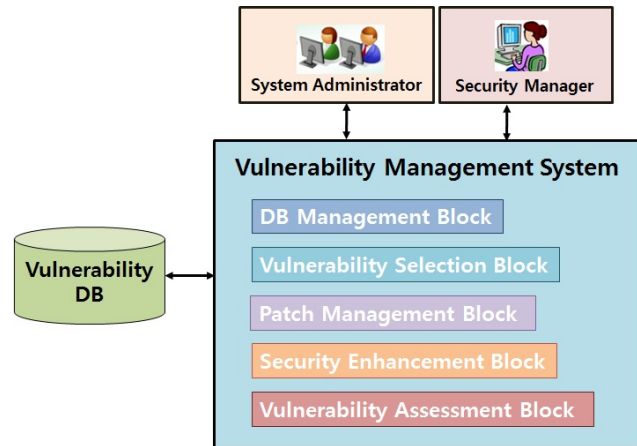 System Administrator
Security Manager
Vulnerability Management System
DB Management Block
Vulnerability Selection Block
Patch Management Block
Security Enhancement Block
Vulnerability Assessment Block
Vulnerability
DB